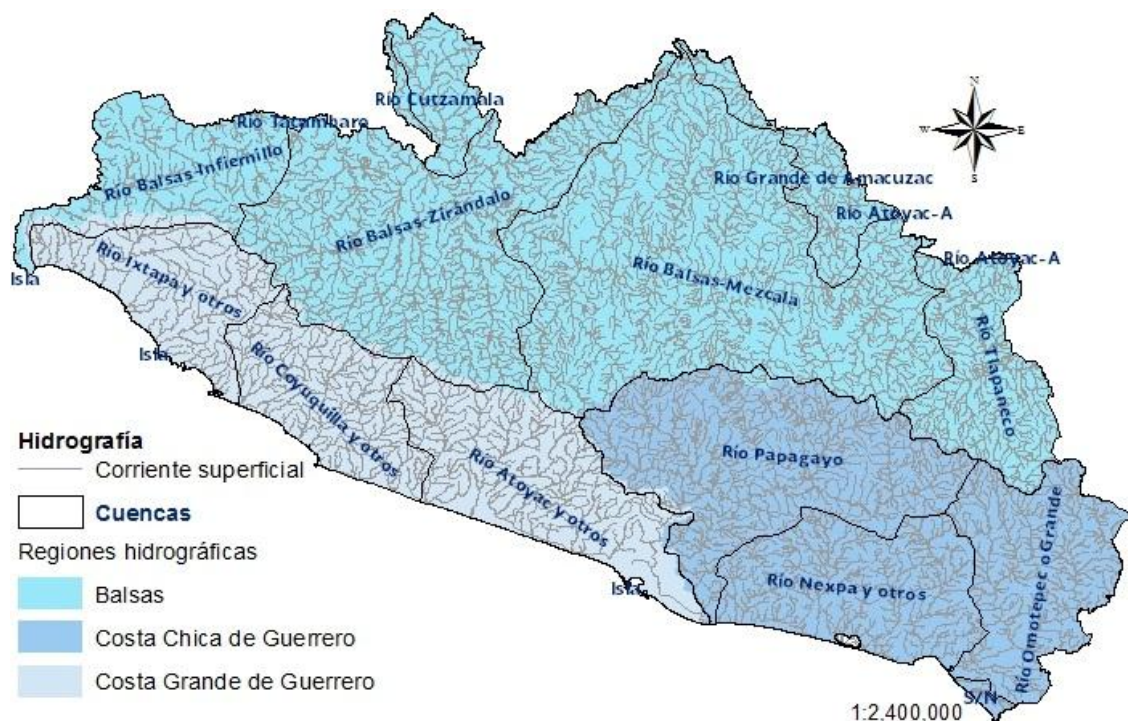 Río Cutzamala
N
Río Tacámbaro
W
E
Río Balsas-Infiernillo
S
Río Grande de Amacuzac
Río Balsas-Zirándalo
Río Atoyac-A
Río Atoyac-A
Isla
Río Ixtapa y otros
Río Balsas-Mezcala
Isla
Río Tlapaneco
Río Coyuquilla y otros
Río Papagayo
Río Atoyac y otros
Río Omotepec o Grande
Río Nexpa y otros
Isla
S/N
Hidrografía
Corriente superficial
Cuencas
Regiones hidrográficas
Balsas
Costa Chica de Guerrero
Costa Grande de Guerrero
1:2.400.000